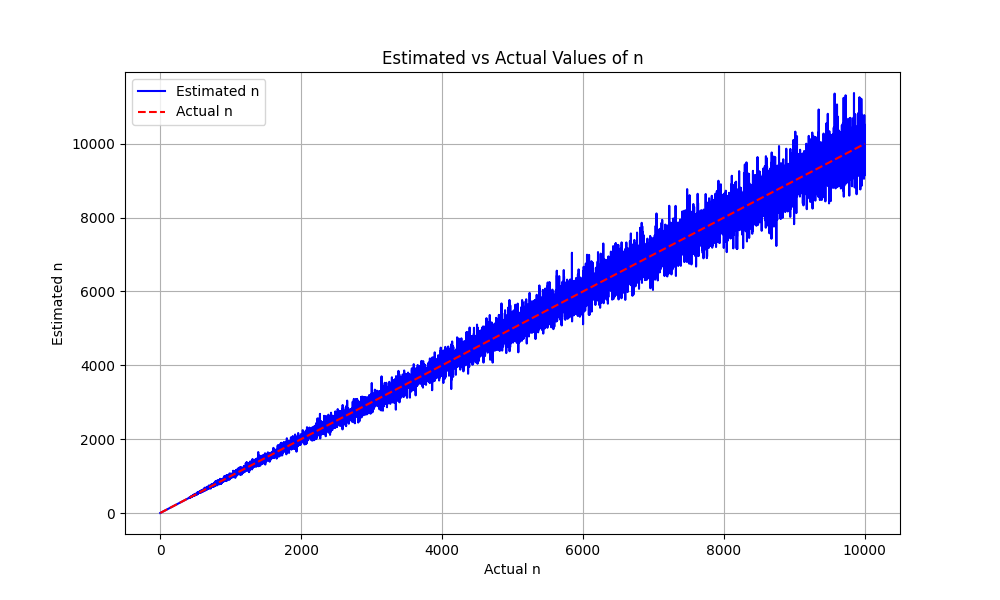 Estimated vs Actual Values of n
Estimated n
Actual n
10000
8000
6000
4000
2000
0
Estimated n
0 2000 4000 6000 8000 10000
Actual n